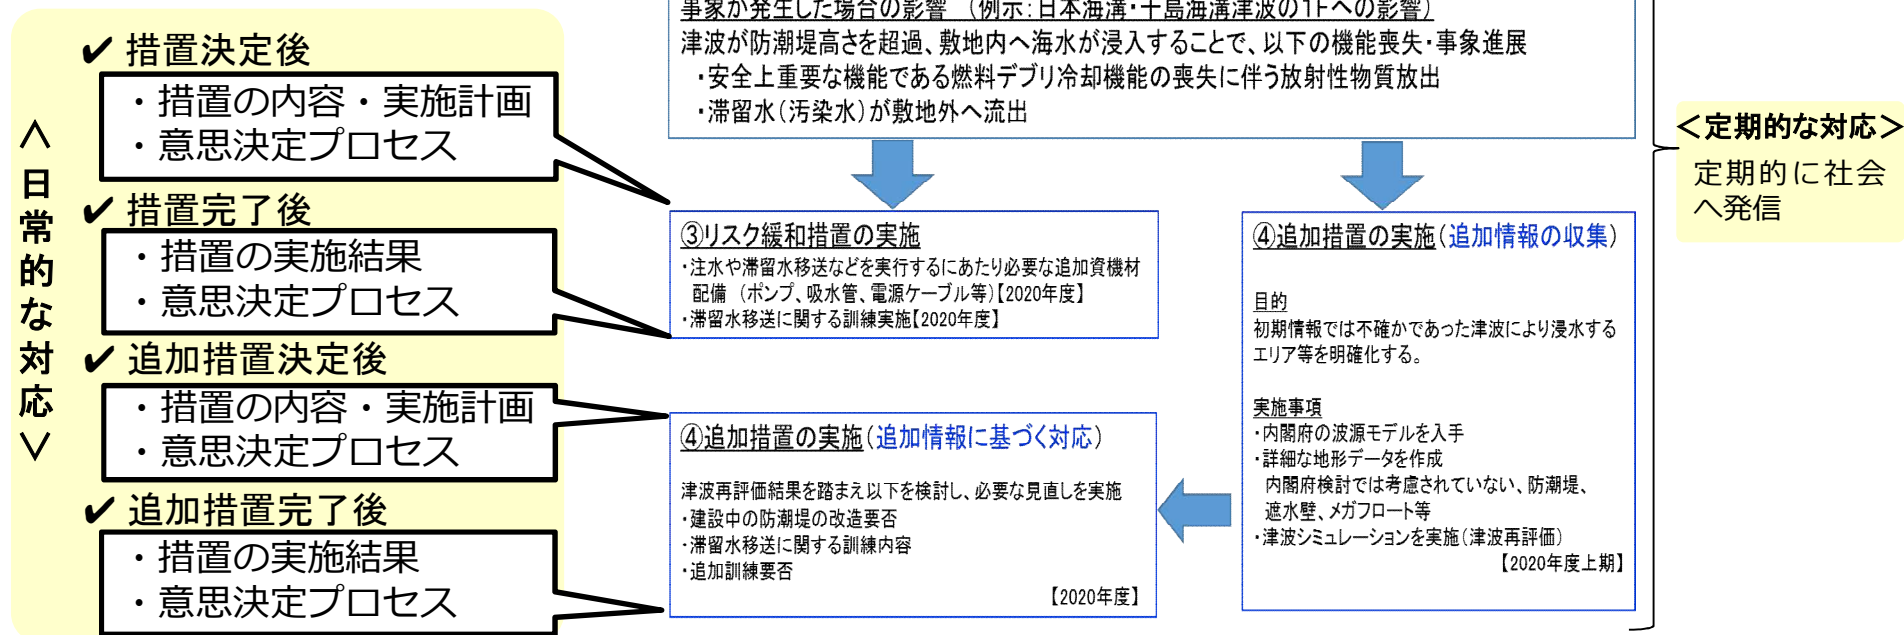 ＜日常的な対応＞
✔ 措置決定後
・措置の内容・実施計画
・意思決定プロセス
✔ 措置完了後
・措置の実施結果
・意思決定プロセス
✔ 追加措置決定後
・措置の内容・実施計画
・意思決定プロセス
✔ 追加措置完了後
・措置の実施結果
・意思決定プロセス
事象が発生した場合の影響 （例示：日本海溝・千島海溝津波の1Fへの影響）
津波が防潮堤高さを超過、敷地内へ海水が浸入することで、以下の機能喪失・事象進展
・安全上重要な機能である燃料デブリ冷却機能の喪失に伴う放射性物質放出
・滞留水（汚染水）が敷地外へ流出
③リスク緩和措置の実施
・注水や滞留水移送などを実行するにあたり必要な追加資機材
配備 （ポンプ、吸水管、電源ケーブル等）【2020年度】
・滞留水移送に関する訓練実施【2020年度】
④追加措置の実施（追加情報の収集）
目的
初期情報では不確かであった津波により浸水する
エリア等を明確化する。
実施事項
・内閣府の波源モデルを入手
・詳細な地形データを作成
内閣府検討では考慮されていない、防潮堤、
遮水壁、メガフロート等
・津波シミュレーションを実施（津波再評価）
【2020年度上期】
④追加措置の実施（追加情報に基づく対応）
津波再評価結果を踏まえ以下を検討し、必要な見直しを実施
・建設中の防潮堤の改造要否
・滞留水移送に関する訓練内容
・追加訓練要否
【2020年度】
＜定期的な対応＞
定期的に社会
へ発信